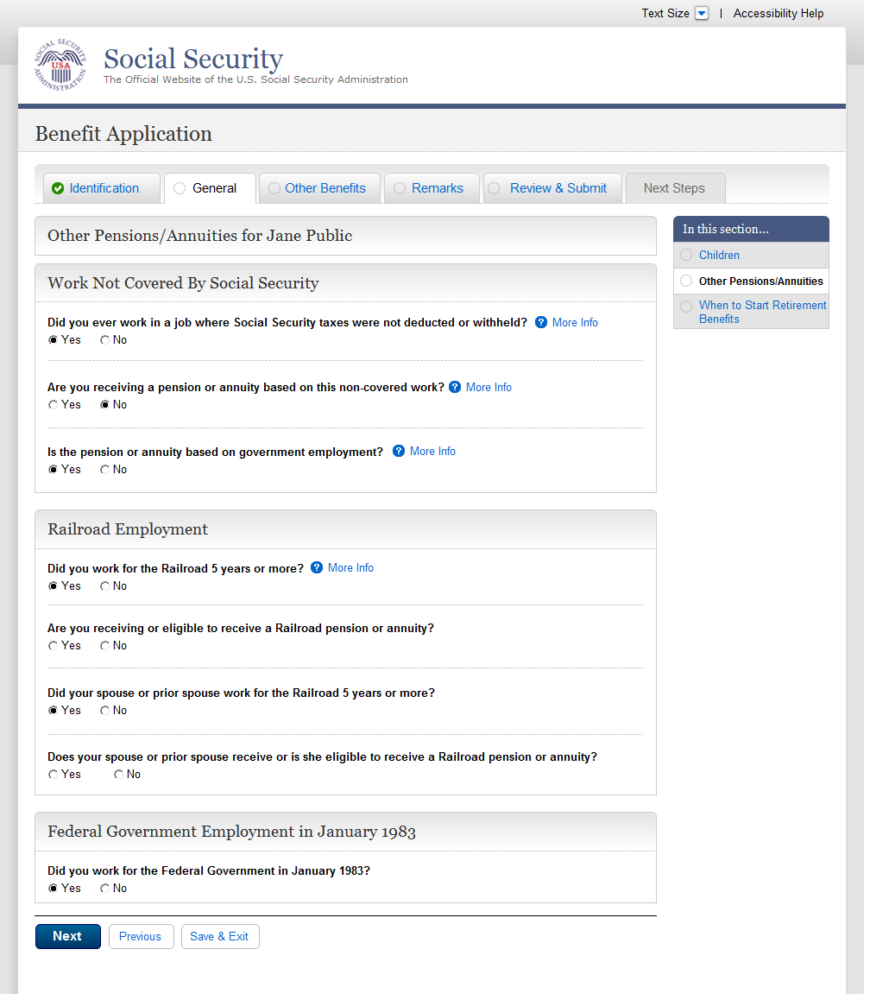 Text Size | Accessibility Help
SOCIAL SECURITY ADMINISTRATION
USA
Social Security
The Official Website of the U.S. Social Security Administration
Benefit Application
Identification General Other Benefits Remarks Review & Submit Next Steps
Other Pensions/Annuities for Jane Public
Work Not Covered By Social Security
Did you ever work in a job where Social Security taxes were not deducted or withheld? ? More Info
Yes No
Are you receiving a pension or annuity based on this non-covered work? ? More Info
Yes No
Is the pension or annuity based on government employment? ? More Info
Yes No
Railroad Employment
Did you work for the Railroad 5 years or more? ? More Info
Yes No
Are you receiving or eligible to receive a Railroad pension or annuity?
Yes No
Did your spouse or prior spouse work for the Railroad 5 years or more?
Yes No
Does your spouse or prior spouse receive or is she eligible to receive a Railroad pension or annuity?
Yes No
Federal Government Employment in January 1983
Did you work for the Federal Government in January 1983?
Yes No
Next Previous Save & Exit
In this section...
Children
Other Pensions/Annuities
When to Start Retirement
Benefits